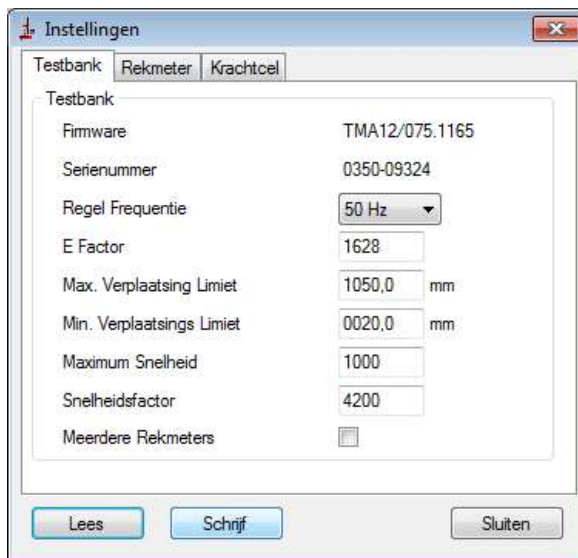 Instellingen
Testbank Rekmeter Krachtcel
Testbank
Firmware TMA12/075.1165
Serienummer 0350-09324
Regel Frequentie 50 Hz
E Factor 1628
Max. Verplaatsing Limiet 1050,0 mm
Min. Verplaatsings Limiet 0020,0 mm
Maximum Snelheid 1000
Snelheidsfactor 4200
Meerdere Rekmeters
Lees Schrijf Sluiten